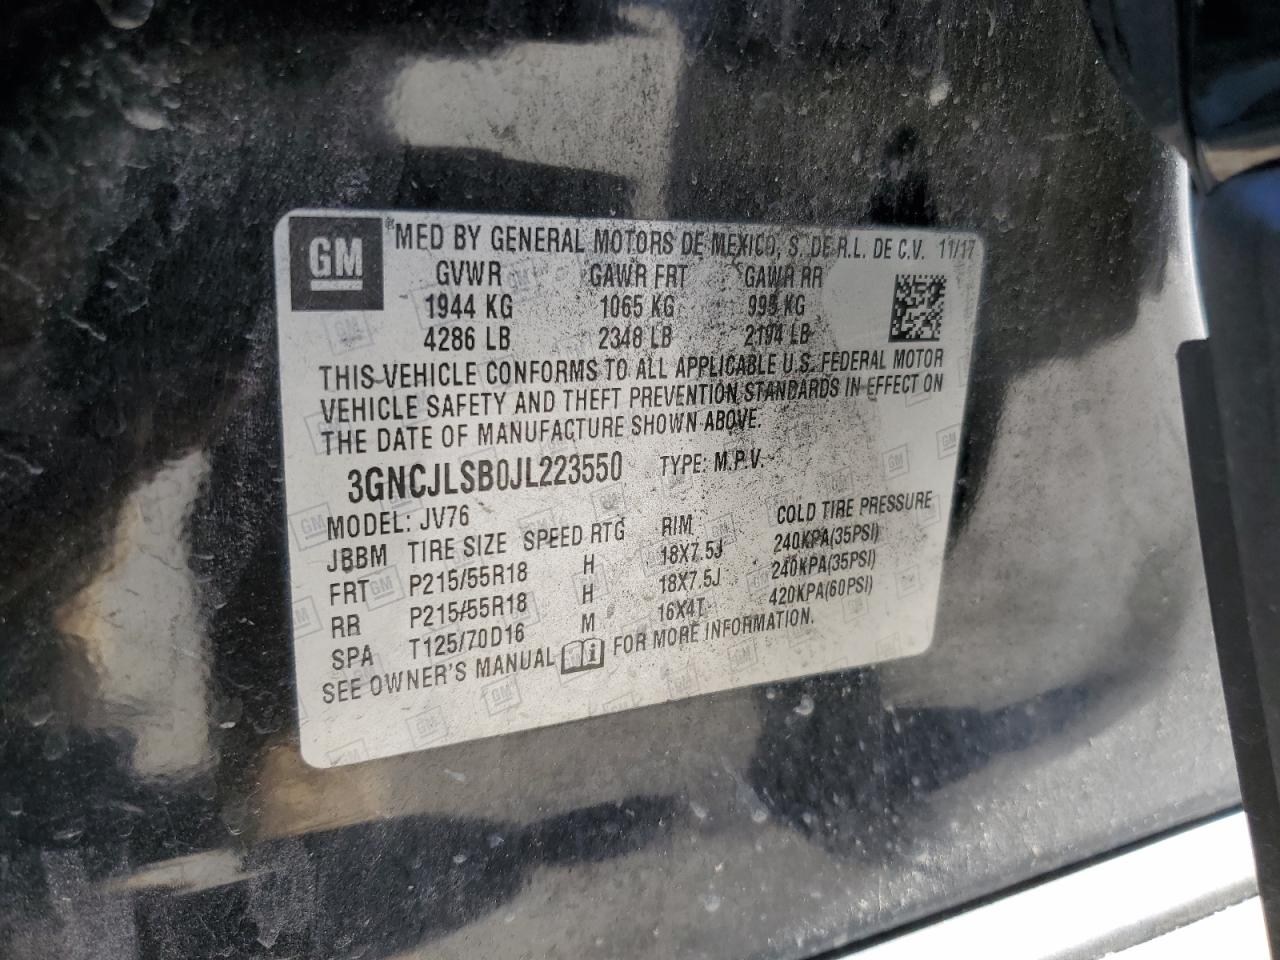 GM
MFD BY GENERAL MOTORS DE MEXICO, S. DE R.L. DE C.V. 11/17
GVWR GAWR FRT GAWR RR
1944 KG 1065 KG 995 KG
4286 LB 2348 LB 2194 LB
THIS VEHICLE CONFORMS TO ALL APPLICABLE U.S. FEDERAL MOTOR
VEHICLE SAFETY AND THEFT PREVENTION STANDARDS IN EFFECT ON
THE DATE OF MANUFACTURE SHOWN ABOVE.
3GNCJLSB0JL223550 TYPE: M.P.V.
MODEL: JV76
JBBM TIRE SIZE SPEED RTG RIM COLD TIRE PRESSURE
FRT P215/55R18 H 18X7.5J 240KPA(35PSI)
RR P215/55R18 H 18X7.5J 240KPA(35PSI)
SPA T125/70D16 M 16X4T 420KPA(60PSI)
SEE OWNER'S MANUAL FOR MORE INFORMATION.